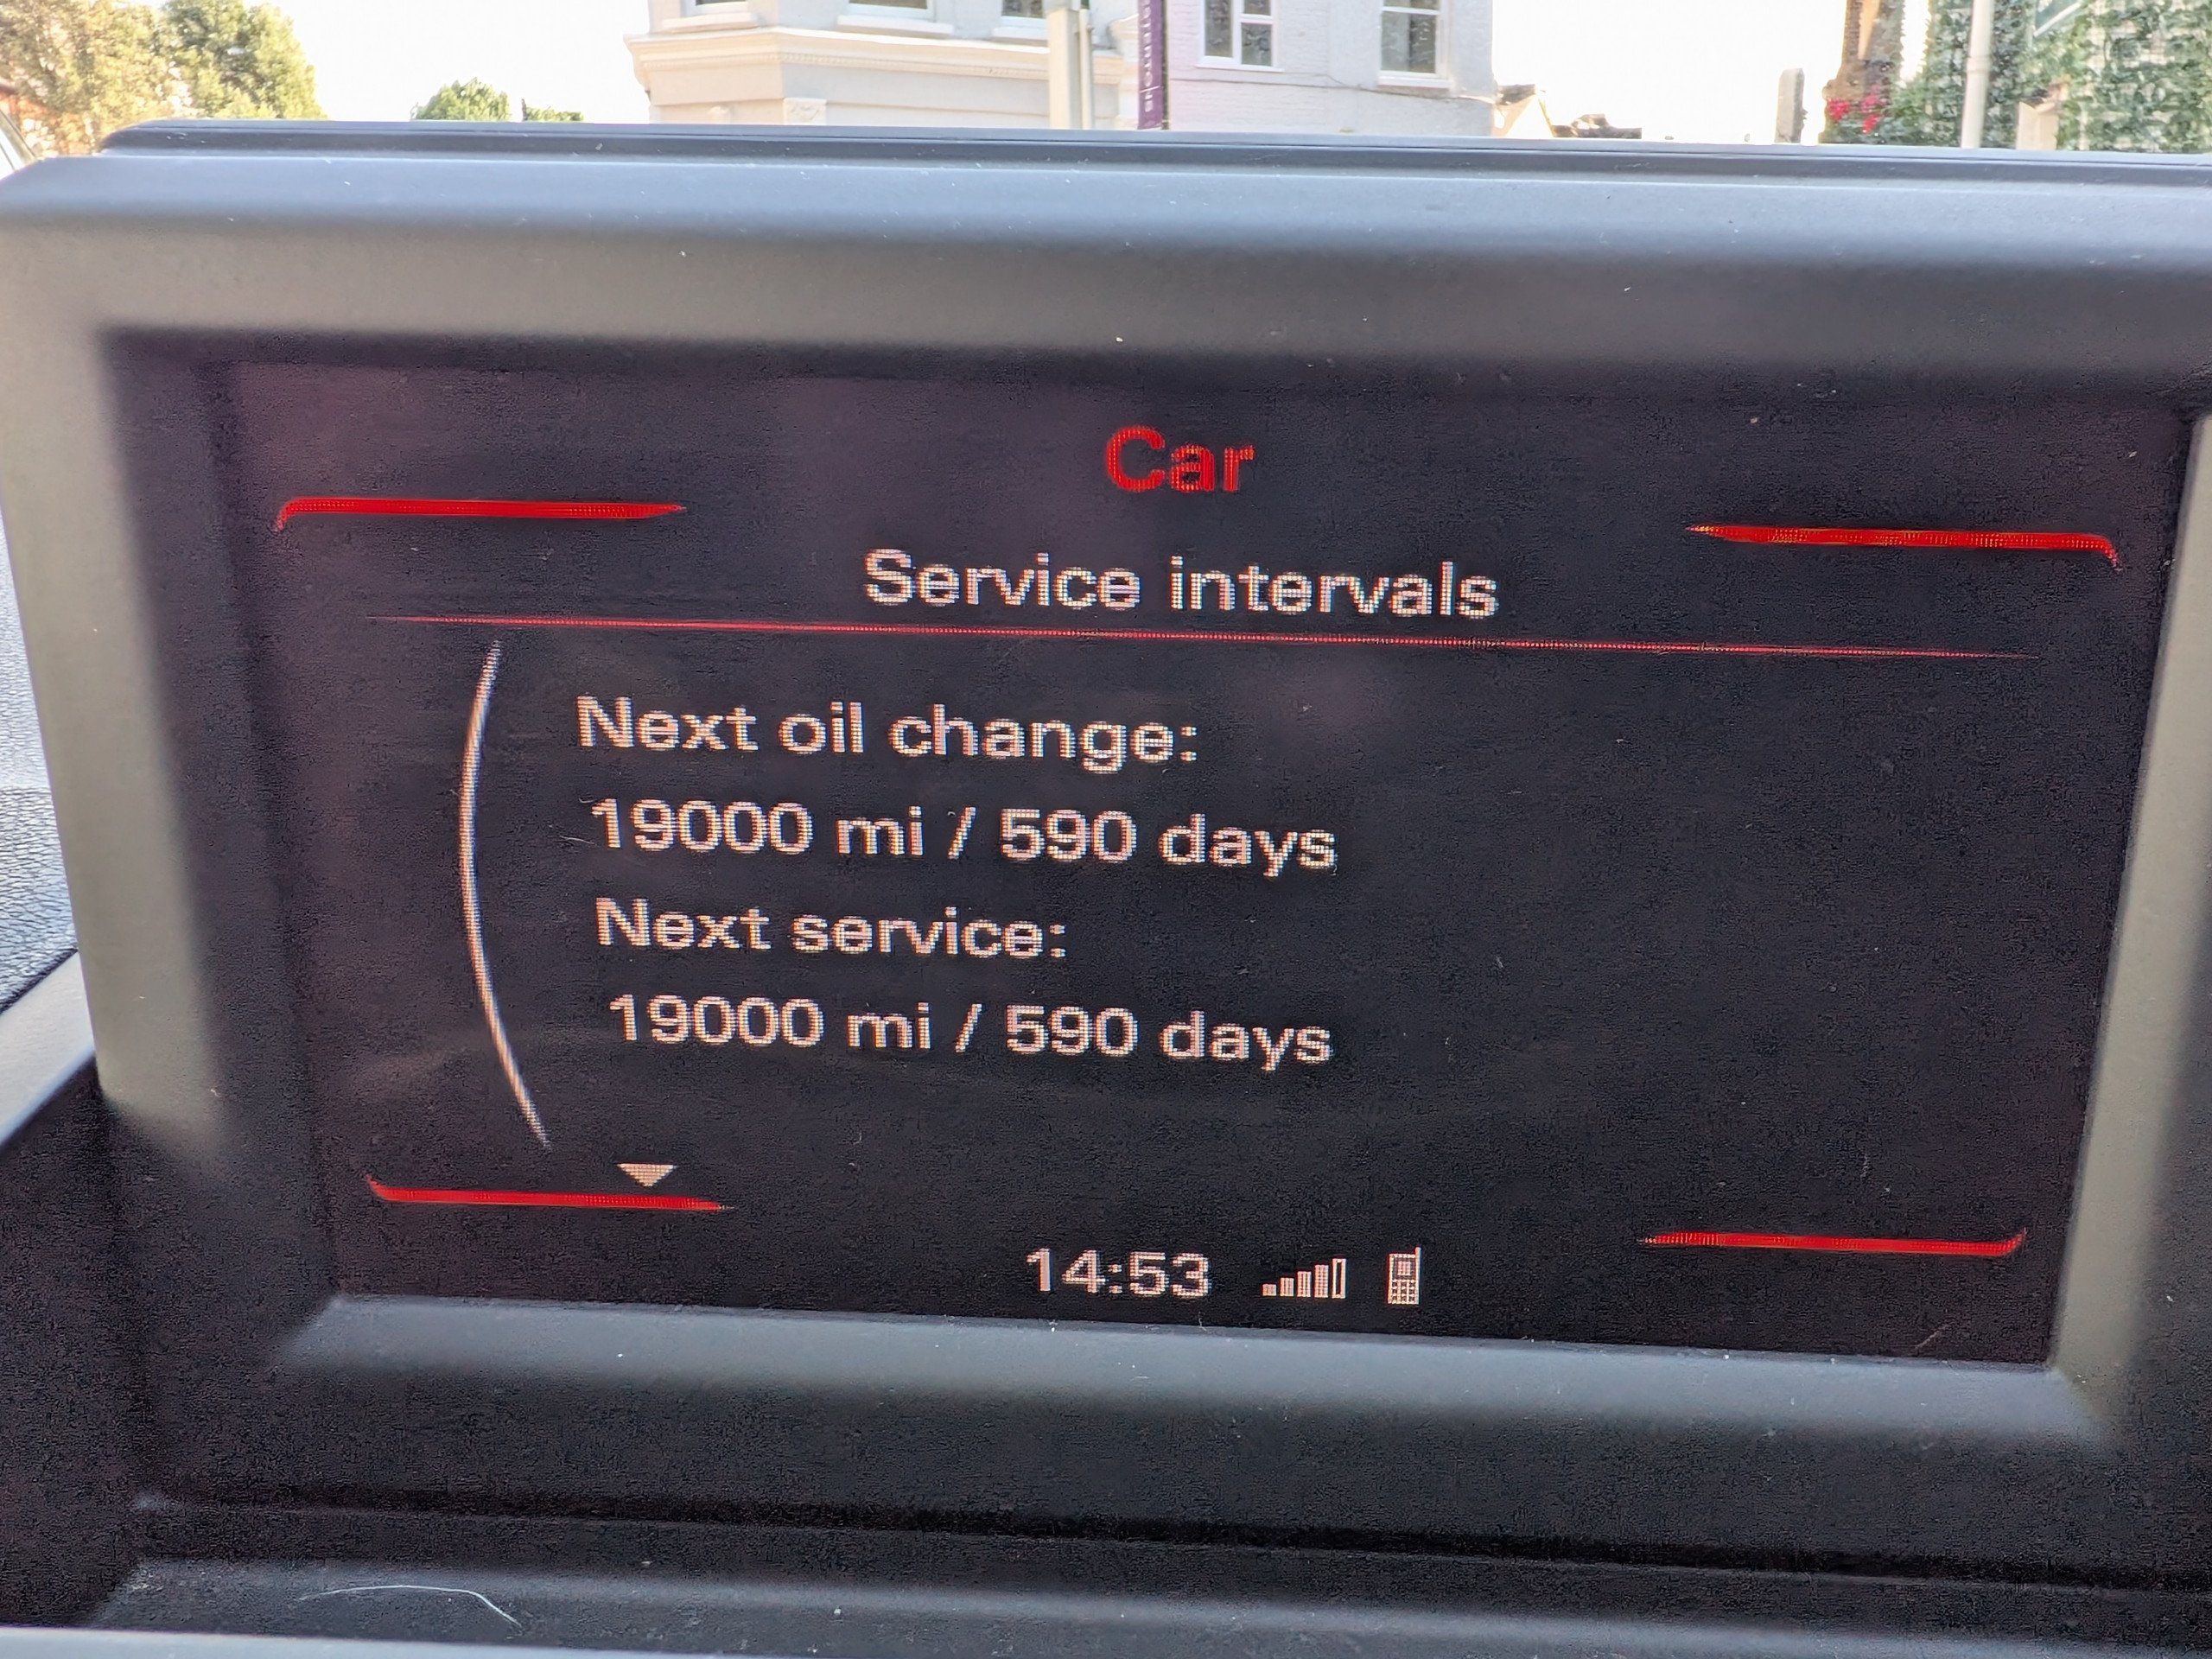 Car
Service intervals
Next oil change:
19000 mi / 590 days
Next service:
19000 mi / 590 days
14:53